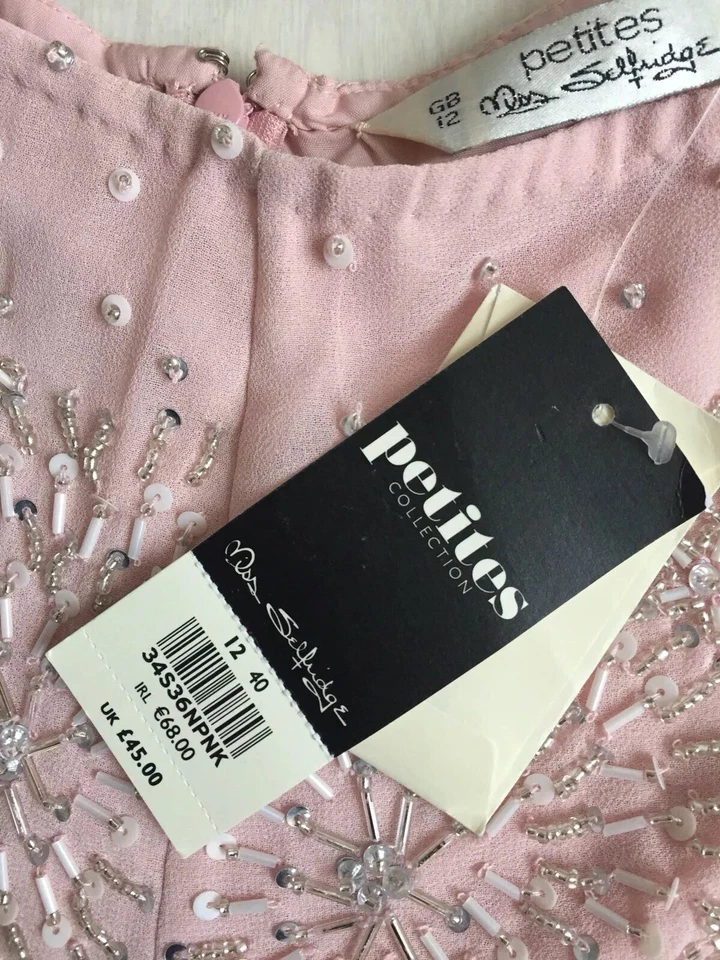 petites
Miss Selfridge
GB
12
petites
COLLECTION
Miss Selfridge
12 40
34S36NPNK
IRL €68.00
UK £45.00